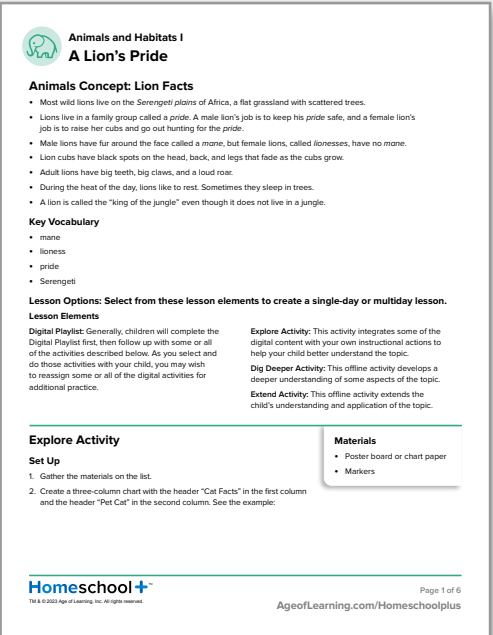 Animals and Habitats I
A Lion's Pride
Animals Concept: Lion Facts
• Most wild lions live on the Serengeti plains of Africa, a flat grassland with scattered trees.
• Lions live in a family group called a pride. A male lion's job is to keep his pride safe, and a female lion's
job is to raise her cubs and go out hunting for the pride.
• Male lions have fur around the face called a mane, but female lions, called lionesses, have no mane.
• Lion cubs have black spots on the head, back, and legs that fade as the cubs grow.
• Adult lions have big teeth, big claws, and a loud roar.
• During the heat of the day, lions like to rest. Sometimes they sleep in trees.
• A lion is called the "king of the jungle" even though it does not live in a jungle.
Key Vocabulary
• mane
• lioness
• pride
• Serengeti
Lesson Options: Select from these lesson elements to create a single-day or multiday lesson.
Lesson Elements
Digital Playlist: Generally, children will complete the
Digital Playlist first, then follow up with some or all
of the activities described below. As you select and
do those activities with your child, you may wish
to reassign some or all of the digital activities for
additional practice.
Explore Activity: This activity integrates some of the
digital content with your own instructional actions to
help your child better understand the topic.
Dig Deeper Activity: This offline activity develops a
deeper understanding of some aspects of the topic.
Extend Activity: This offline activity extends the
child's understanding and application of the topic.
Explore Activity
Set Up
1. Gather the materials on the list.
2. Create a three-column chart with the header "Cat Facts" in the first column
and the header "Pet Cat" in the second column. See the example:
Materials
• Poster board or chart paper
• Markers
Homeschool+™
TM & © 2023 Age of Learning, Inc. All rights reserved.
Page 1 of 6
AgeofLearning.com/Homeschoolplus